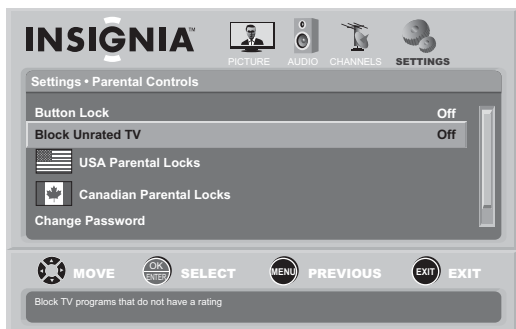 INSIGNIA™
PICTURE AUDIO CHANNELS SETTINGS
Settings • Parental Controls
Button Lock Off
Block Unrated TV Off
USA Parental Locks
Canadian Parental Locks
Change Password
MOVE OK ENTER SELECT MENU PREVIOUS EXIT EXIT
Block TV programs that do not have a rating